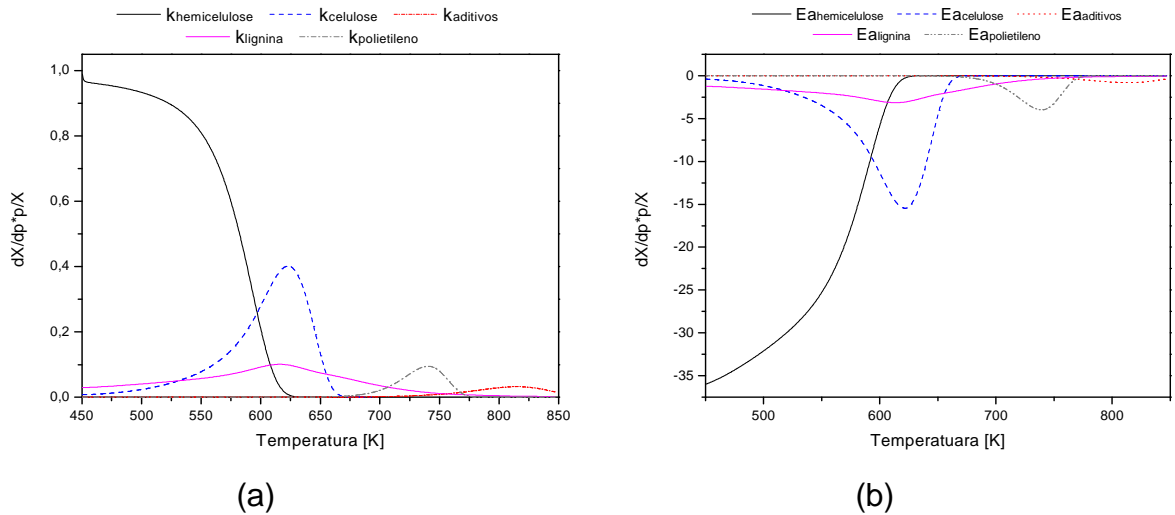 khemicelulose kcelulose kaditivos
klignina kpolietileno
1,0
0,8
0,6
0,4
0,2
0,0
dX/dp*p/X
450 500 550 600 650 700 750 800 850
Temperatura [K]
(a)
Eahemicelulose Eacelulose Eaaditivos
Ealignina Eapolietileno
0
-5
-10
-15
-20
-25
-30
-35
dX/dp*p/X
500 600 700 800
Temperatuara [K]
(b)